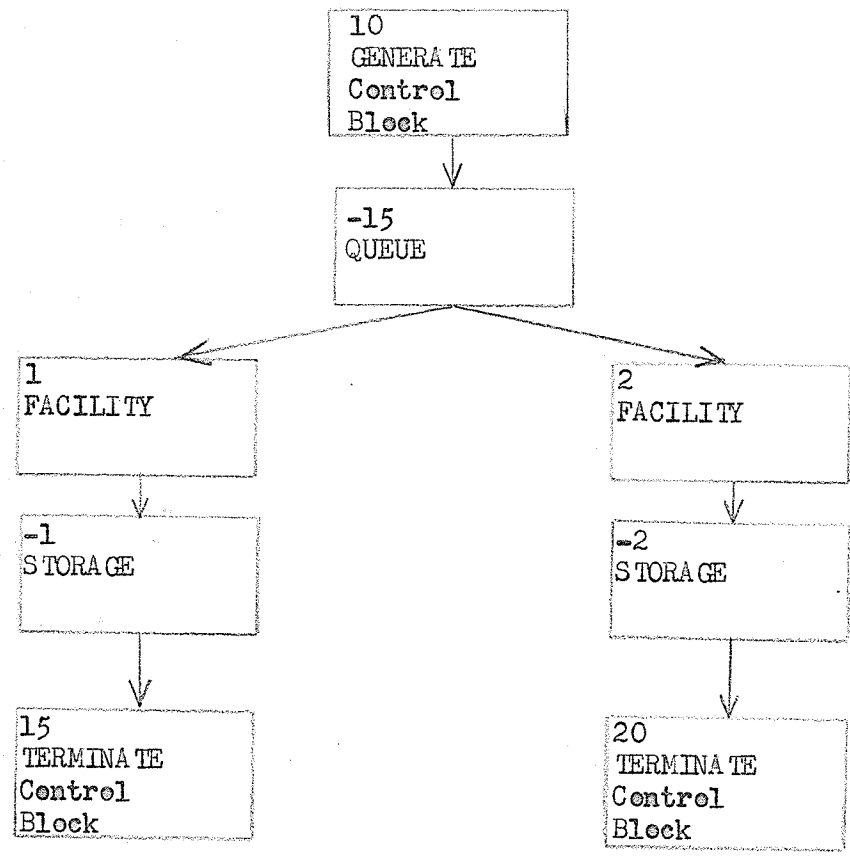 10
GENERATE
Control
Block
-15
QUEUE
1
FACILITY
2
FACILITY
-1
STORAGE
-2
STORAGE
15
TERMINATE
Control
Block
20
TERMINATE
Control
Block